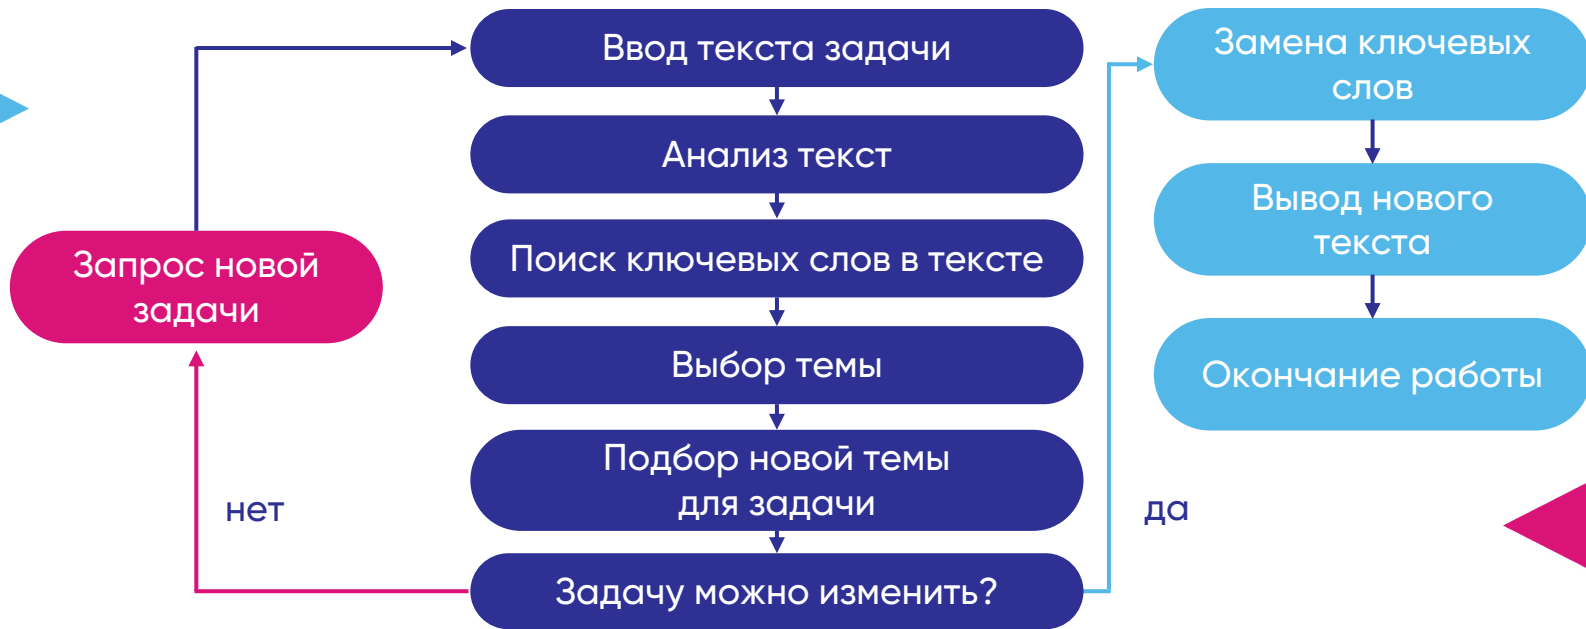 Ввод текста задачи
Анализ текст
Поиск ключевых слов в тексте
Выбор темы
Подбор новой темы
для задачи
Задачу можно изменить?
нет
Запрос новой
задачи
да
Замена ключевых
слов
Вывод нового
текста
Окончание работы